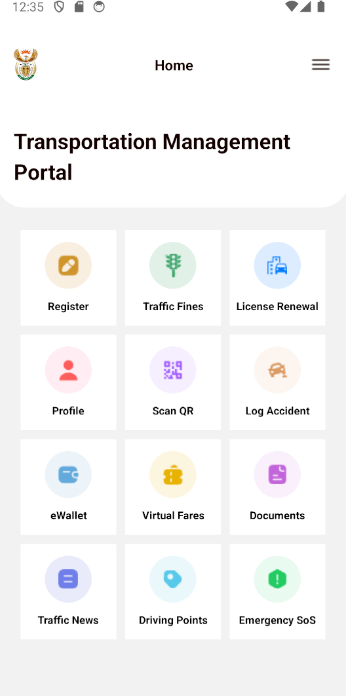 12:35
Home
Transportation Management
Portal
Register
Traffic Fines
License Renewal
Profile
Scan QR
Log Accident
eWallet
Virtual Fares
Documents
Traffic News
Driving Points
Emergency SoS